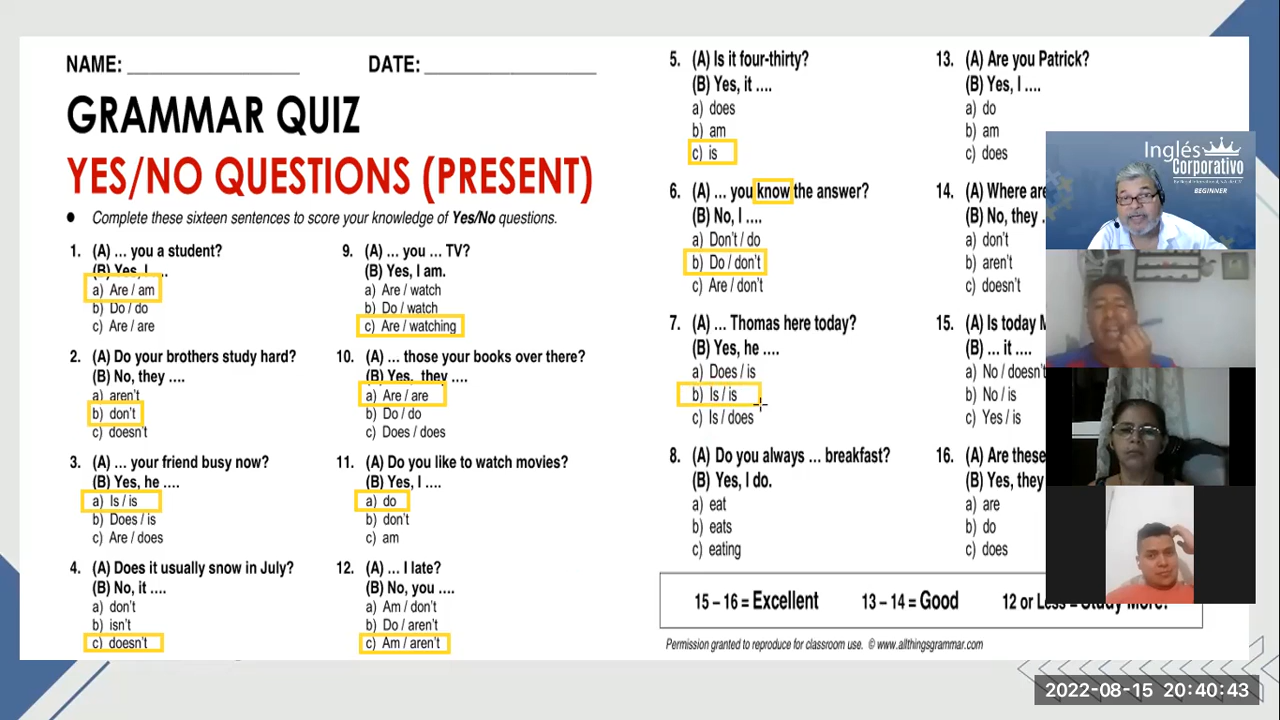 NAME: _______________ DATE: _______________
GRAMMAR QUIZ
YES/NO QUESTIONS (PRESENT)
● Complete these sixteen sentences to score your knowledge of Yes/No questions.
1. (A) … you a student?
(B) Yes, I ….
a) Are / am
b) Do / do
c) Are / are
2. (A) Do your brothers study hard?
(B) No, they ….
a) aren't
b) don't
c) doesn't
3. (A) … your friend busy now?
(B) Yes, he ….
a) Is / is
b) Does / is
c) Are / does
4. (A) Does it usually snow in July?
(B) No, it ….
a) don't
b) isn't
c) doesn't
9. (A) … you … TV?
(B) Yes, I am.
a) Are / watch
b) Do / watch
c) Are / watching
10. (A) … those your books over there?
(B) Yes, they ….
a) Are / are
b) Do / do
c) Does / does
11. (A) Do you like to watch movies?
(B) Yes, I ….
a) do
b) don't
c) am
12. (A) … I late?
(B) No, you ….
a) Am / don't
b) Do / aren't
c) Am / aren't
5. (A) Is it four-thirty?
(B) Yes, it ….
a) does
b) am
c) is
6. (A) … you know the answer?
(B) No, I ….
a) Don't / do
b) Do / don't
c) Are / don't
7. (A) … Thomas here today?
(B) Yes, he ….
a) Does / is
b) Is / is
c) Is / does
8. (A) Do you always … breakfast?
(B) Yes, I do.
a) eat
b) eats
c) eating
13. (A) Are you Patrick?
(B) Yes, I ….
a) do
b) am
c) does
14. (A) Where are
(B) No, they
a) don't
b) aren't
c) doesn't
15. (A) Is today
(B) … it ….
a) No / doesn't
b) No / is
c) Yes / is
16. (A) Are these
(B) Yes, they
a) are
b) do
c) does
15 – 16 = Excellent 13 – 14 = Good 12 or Less = Study More!
Permission granted to reproduce for classroom use. © www.allthingsgrammar.com
Inglés
Corporativo
BEGINNER
2022-08-15 20:40:43